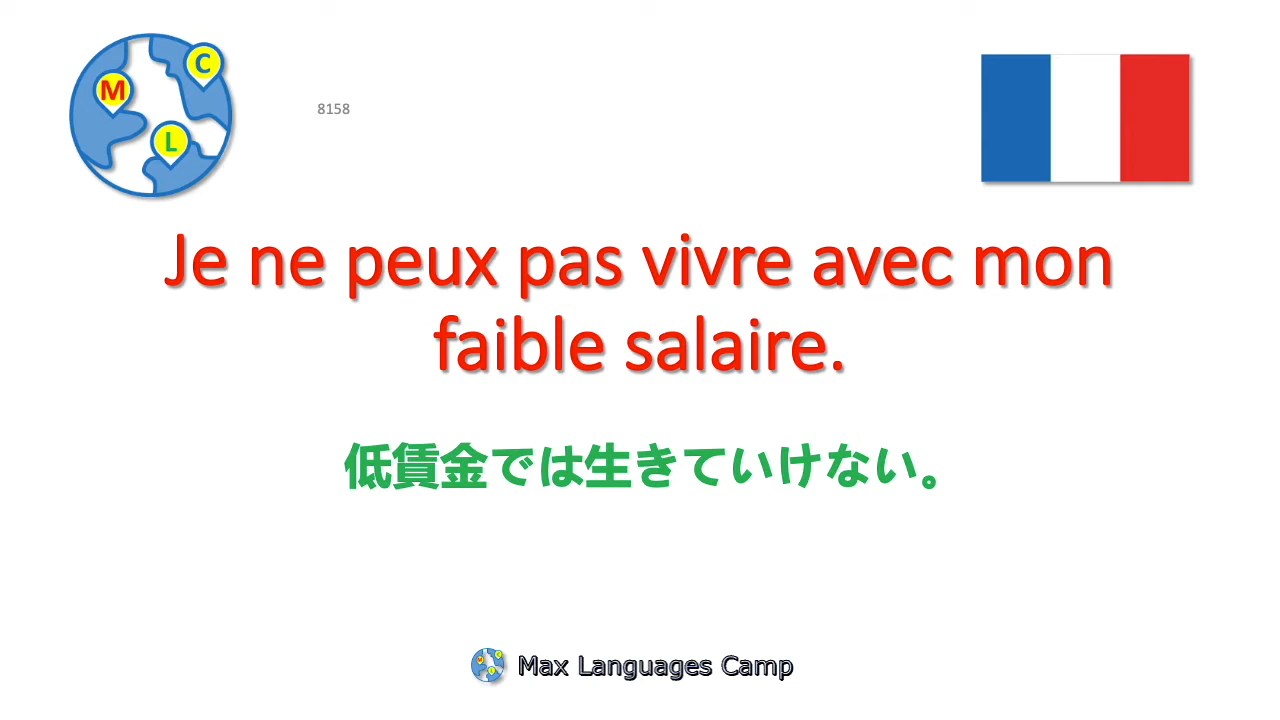 M
C
L
8158
Je ne peux pas vivre avec mon
faible salaire.
低賃金では生きていけない。
Max Languages Camp